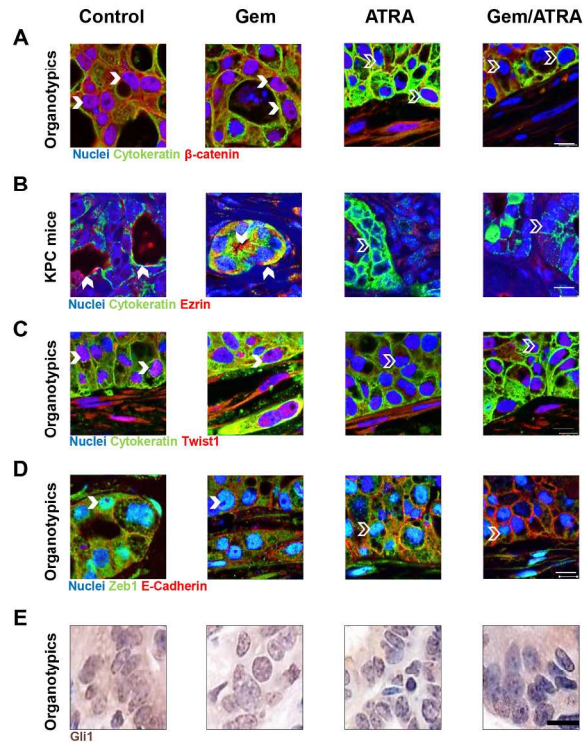 Control Gem ATRA Gem/ATRA
A
Organotypics
Nuclei Cytokeratin β-catenin
B
KPC mice
Nuclei Cytokeratin Ezrin
C
Organotypics
Nuclei Cytokeratin Twist1
D
Organotypics
Nuclei Zeb1 E-Cadherin
E
Organotypics
Gli1